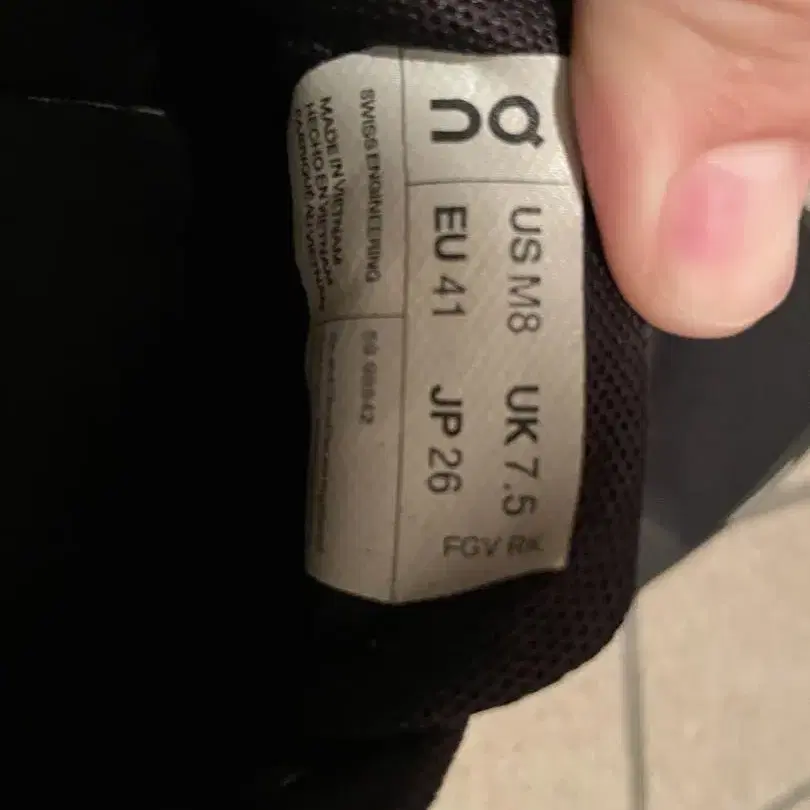 On
US M8 UK 7.5
EU 41 JP 26
FGV RK
SWISS ENGINEERING
MADE IN VIETNAM
HECHO EN VIETNAM
FABRIQUÉ AU VIETNAM